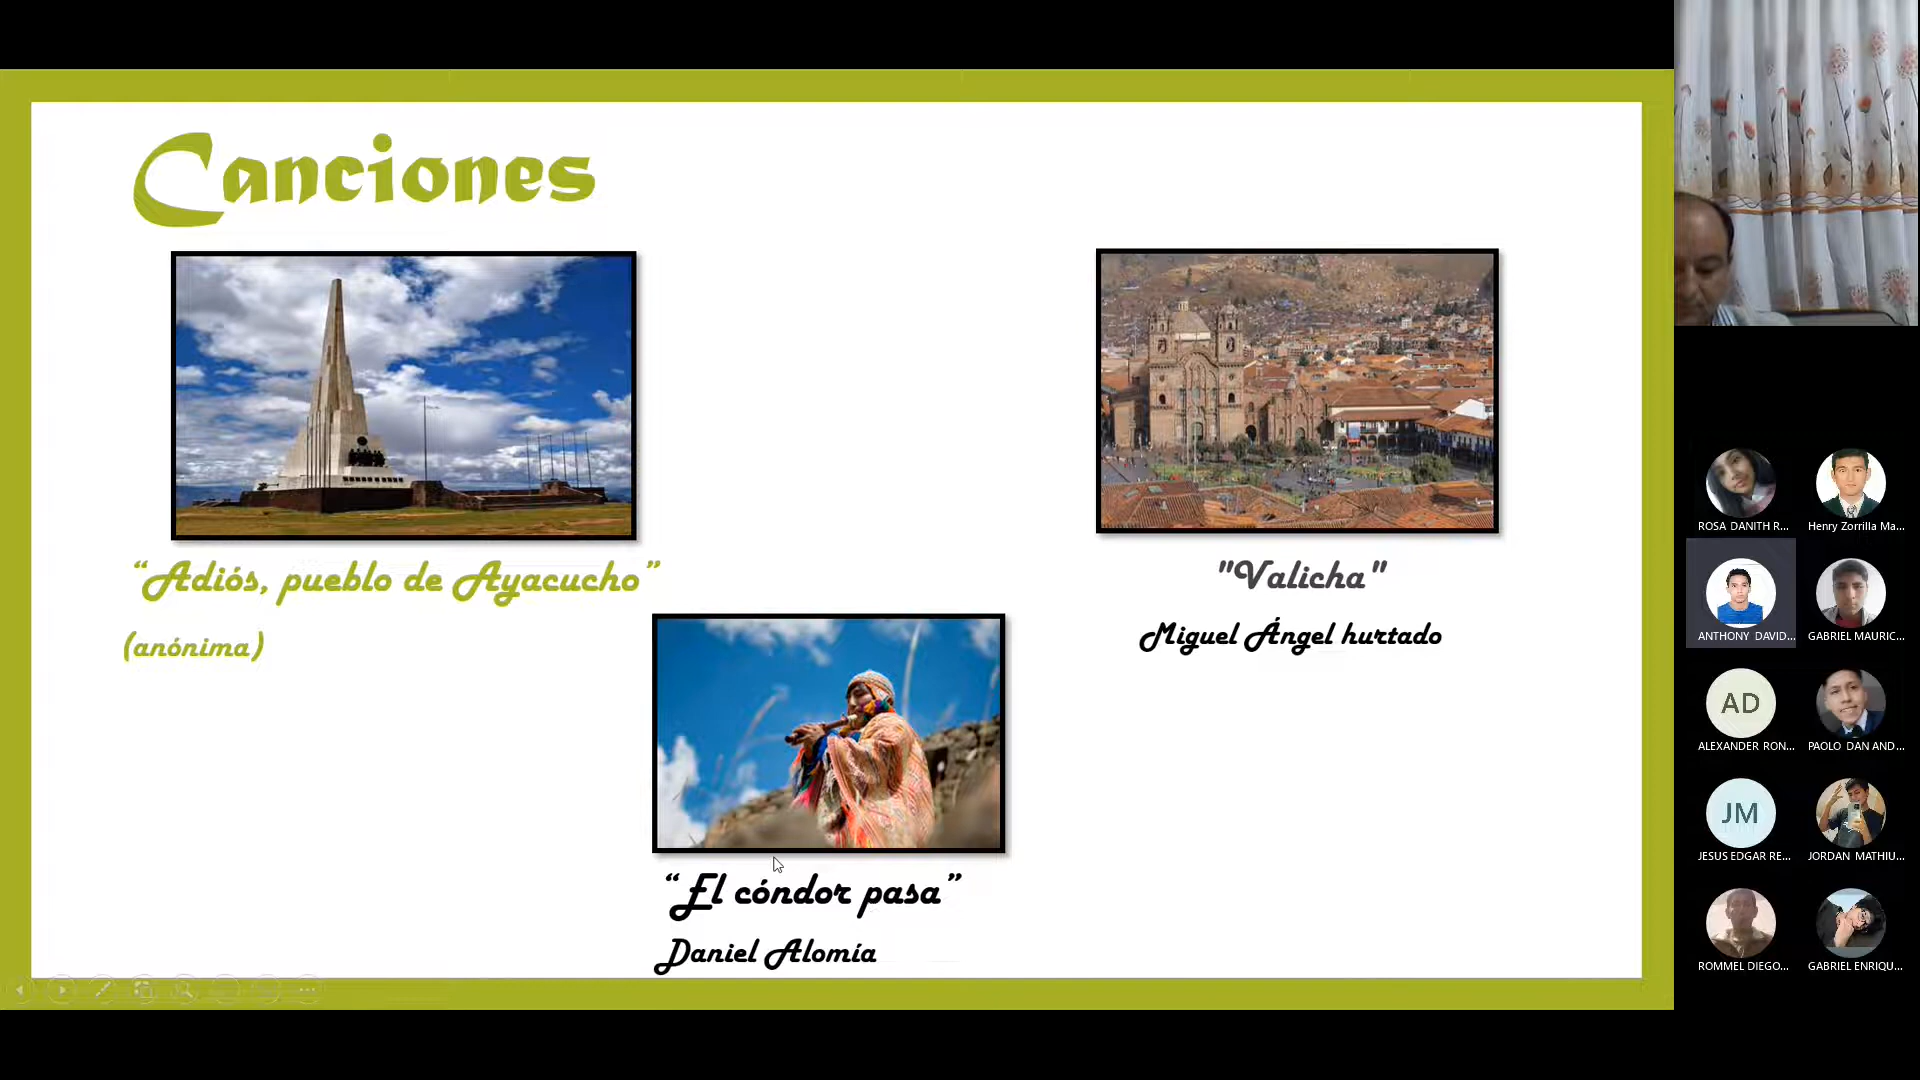 Canciones
“Adiós, pueblo de Ayacucho”
(anónima)
"Valicha"
Miguel Ángel hurtado
“El cóndor pasa”
Daniel Alomía
ROSA DANITH R...
Henry Zorrilla Ma...
ANTHONY DAVID...
GABRIEL MAURIC...
AD
ALEXANDER RON...
PAOLO DAN AND...
JM
JESUS EDGAR RE...
JORDAN MATHIU...
ROMMEL DIEGO...
GABRIEL ENRIQU...